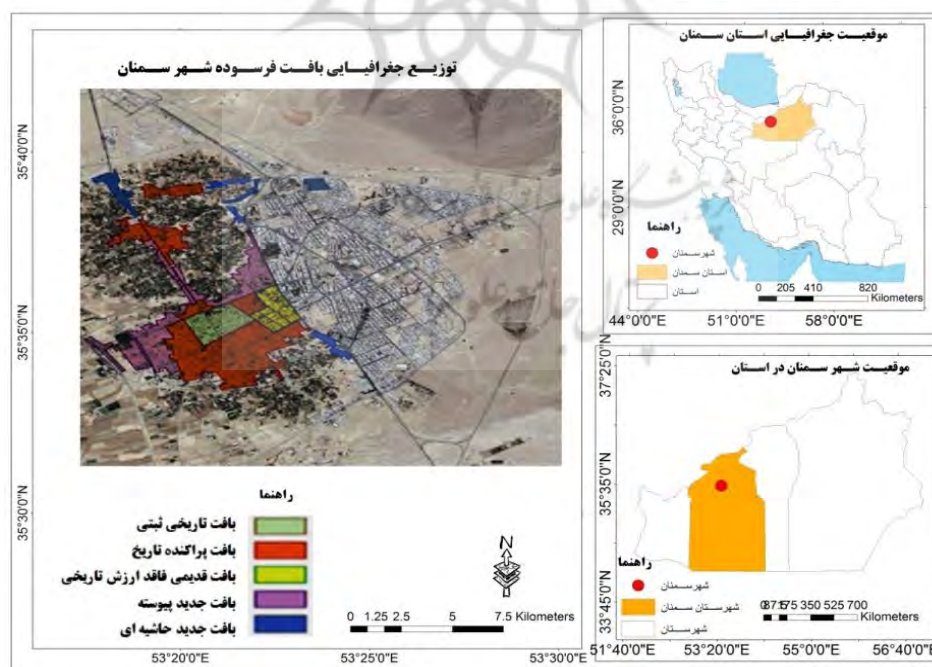 توزیع جغرافیایی بافت فرسوده شهر سمنان
35°40'0"N
35°35'0"N
35°30'0"N
راهنما
بافت تاریخی ثبتی
بافت پراکنده تاریخ
بافت قدیمی فاقد ارزش تاریخی
بافت جدید پیوسته
بافت جدید حاشیه ای
N
0 1.25 2.5 5 7.5 Kilometers
53°20'0"E 53°25'0"E 53°30'0"E
موقعیت جغرافیایی استان سمنان
36°0'0"N
29°0'0"N
راهنما
شهرسمنان
استان سمنان
استان
0 205 410 820
Kilometers
44°0'0"E 51°0'0"E 58°0'0"E
موقعیت شهر سمنان در استان
37°25'0"N
35°35'0"N
33°45'0"N
راهنما
شهرسمنان
شهرستان سمنان
شهرستان
350 525 700
Kilometers
51°40'0"E 53°20'0"E 55°0'0"E 56°40'0"E